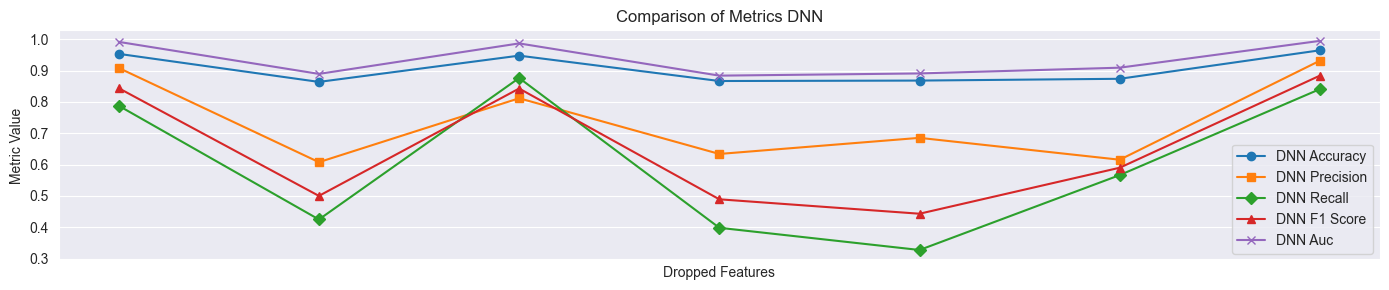 Comparison of Metrics DNN
1.0
0.9
0.8
0.7
0.6
0.5
0.4
0.3
Metric Value
Dropped Features
DNN Accuracy
DNN Precision
DNN Recall
DNN F1 Score
DNN Auc